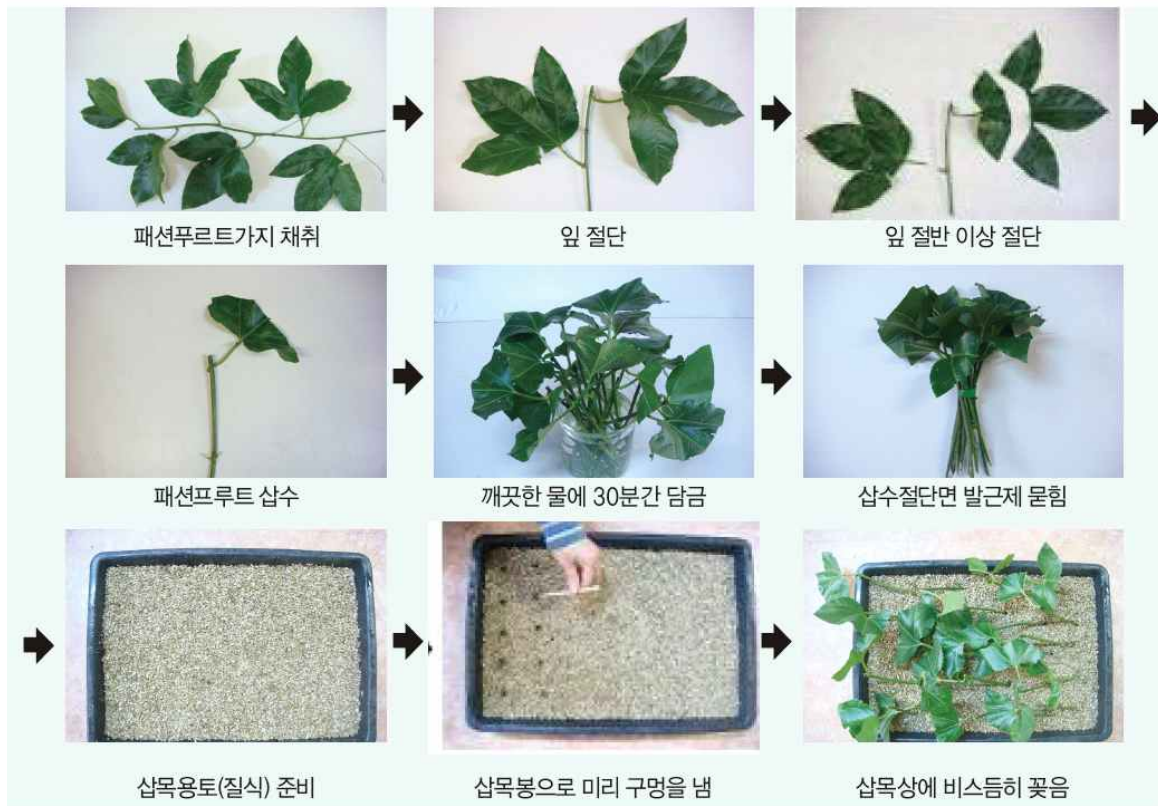 패션푸르트가지 채취
잎 절단
잎 절반 이상 절단
패션프루트 삽수
깨끗한 물에 30분간 담금
삽수절단면 발근제 묻힘
삽목용토(질식) 준비
삽목봉으로 미리 구멍을 냄
삽목상에 비스듬히 꽂음